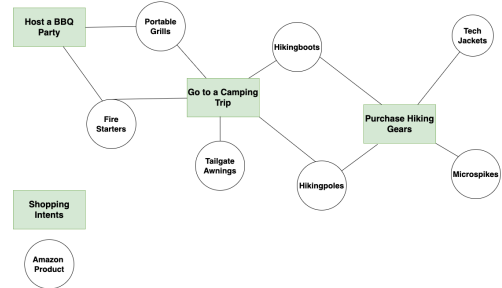 Host a BBQ
Party
Portable
Grills
Hikingboots
Tech
Jackets
Go to a Camping
Trip
Fire
Starters
Purchase Hiking
Gears
Tailgate
Awnings
Hikingpoles
Microspikes
Shopping
Intents
Amazon
Product